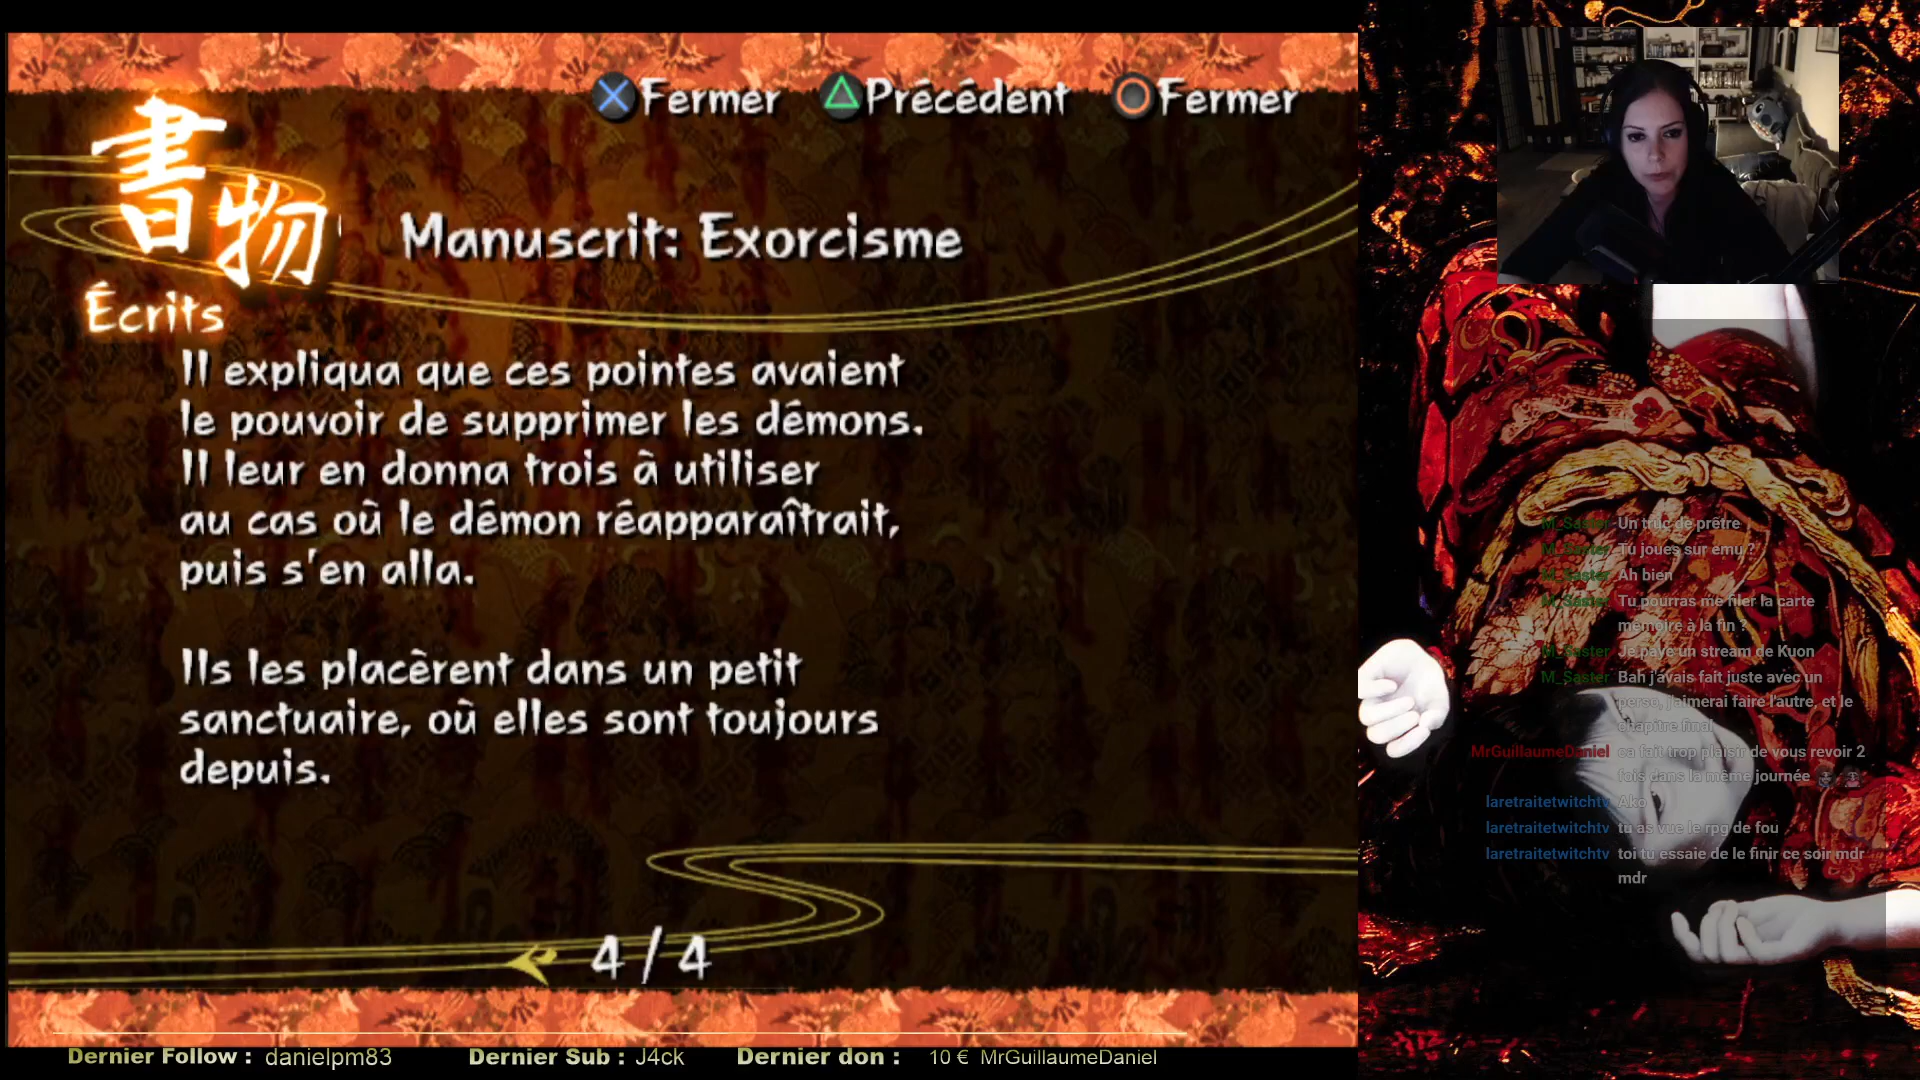 Fermer Précédent Fermer
書物
Écrits
Manuscrit: Exorcisme
Il expliqua que ces pointes avaient
le pouvoir de supprimer les démons.
Il leur en donna trois à utiliser
au cas où le démon réapparaîtrait,
puis s'en alla.
Ils les placèrent dans un petit
sanctuaire, où elles sont toujours
depuis.
4/4
M_Saster Un truc de prêtre
M_Saster Tu joues sur emu ?
M_Saster Ah bien
M_Saster Tu pourras me filer la carte
mémoire à la fin ?
M_Saster Je paye un stream de Kuon
M_Saster Bah j'avais fait juste avec un
perso, j'aimerai faire l'autre, et le
chapitre final
MrGuillaumeDaniel ca fait trop plaisir de vous revoir 2
fois dans la même journée
laretraitetwitchtv Ako
laretraitetwitchtv tu as vue le rpg de fou
laretraitetwitchtv toi tu essaie de le finir ce soir mdr
mdr
Dernier Follow : danielpm83 Dernier Sub : J4ck Dernier don : 10 € MrGuillaumeDaniel